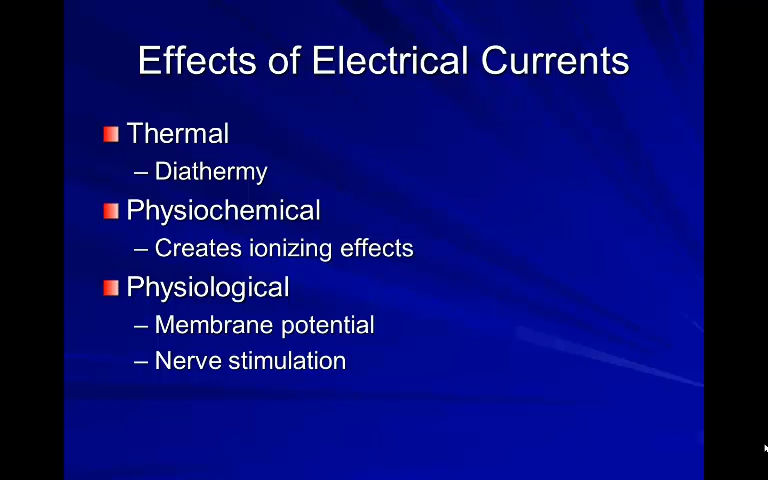 Effects of Electrical Currents
Thermal
– Diathermy
Physiochemical
– Creates ionizing effects
Physiological
– Membrane potential
– Nerve stimulation